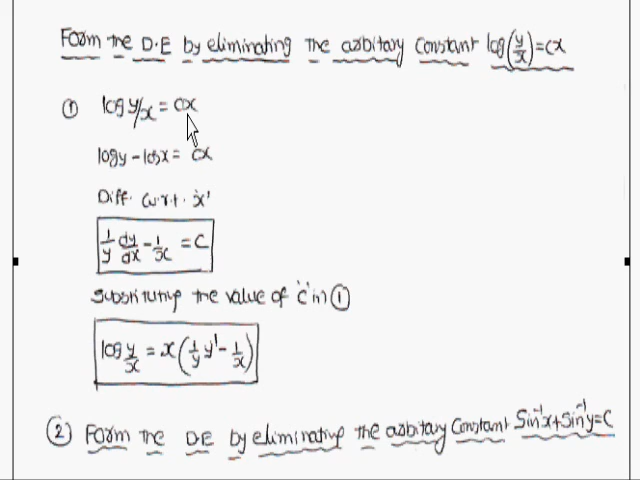 Form the D.E by eliminating the arbitary constant log(y/x)=cx
① log y/x = cx
log y - log x = cx
Diff. w.r.t. 'x'
1/y dy/dx - 1/x = c
Substituting the value of 'c' in ①
log y/x = x(1/y y' - 1/x)
② Form the D.E by eliminating the arbitary constant Sin⁻¹x+Sin⁻¹y=c